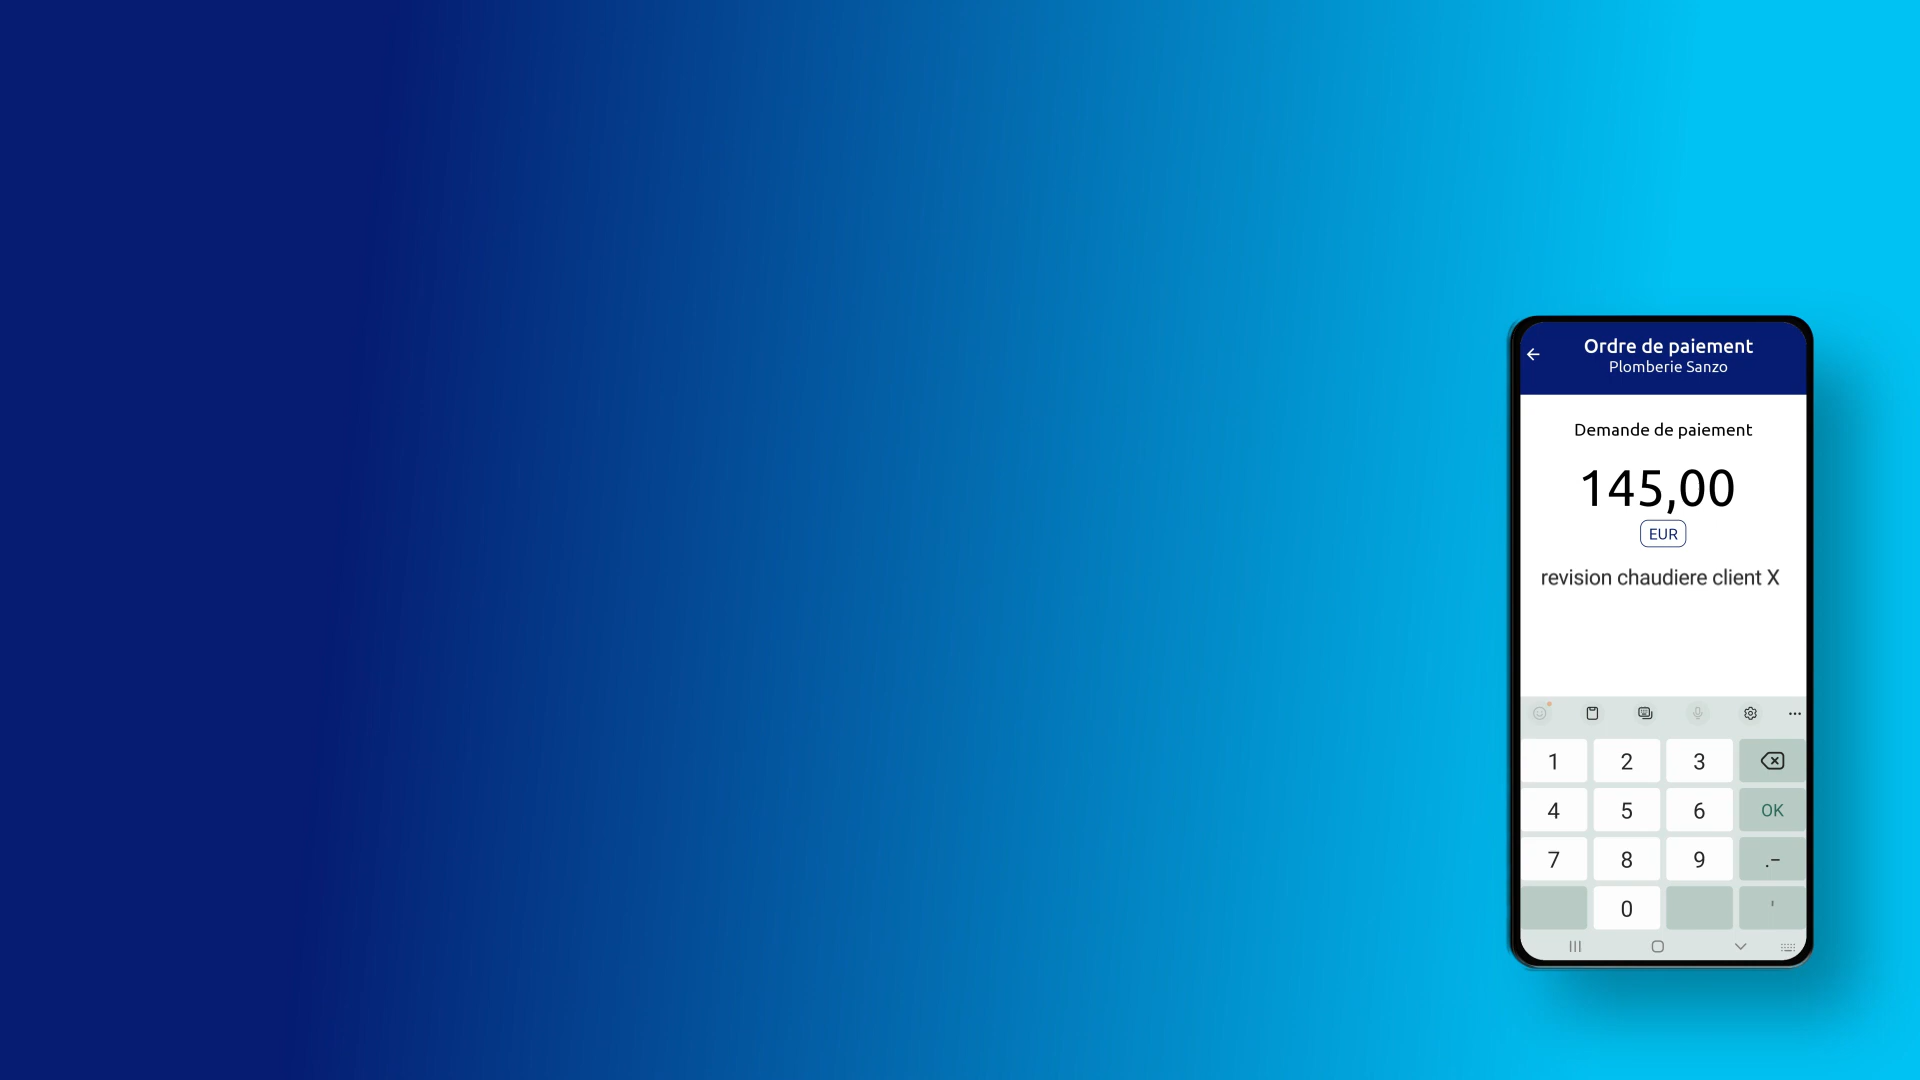 Ordre de paiement
Plomberie Sanzo
Demande de paiement
145,00
EUR
revision chaudiere client X
1 2 3
4 5 6 OK
7 8 9 .-
0 '